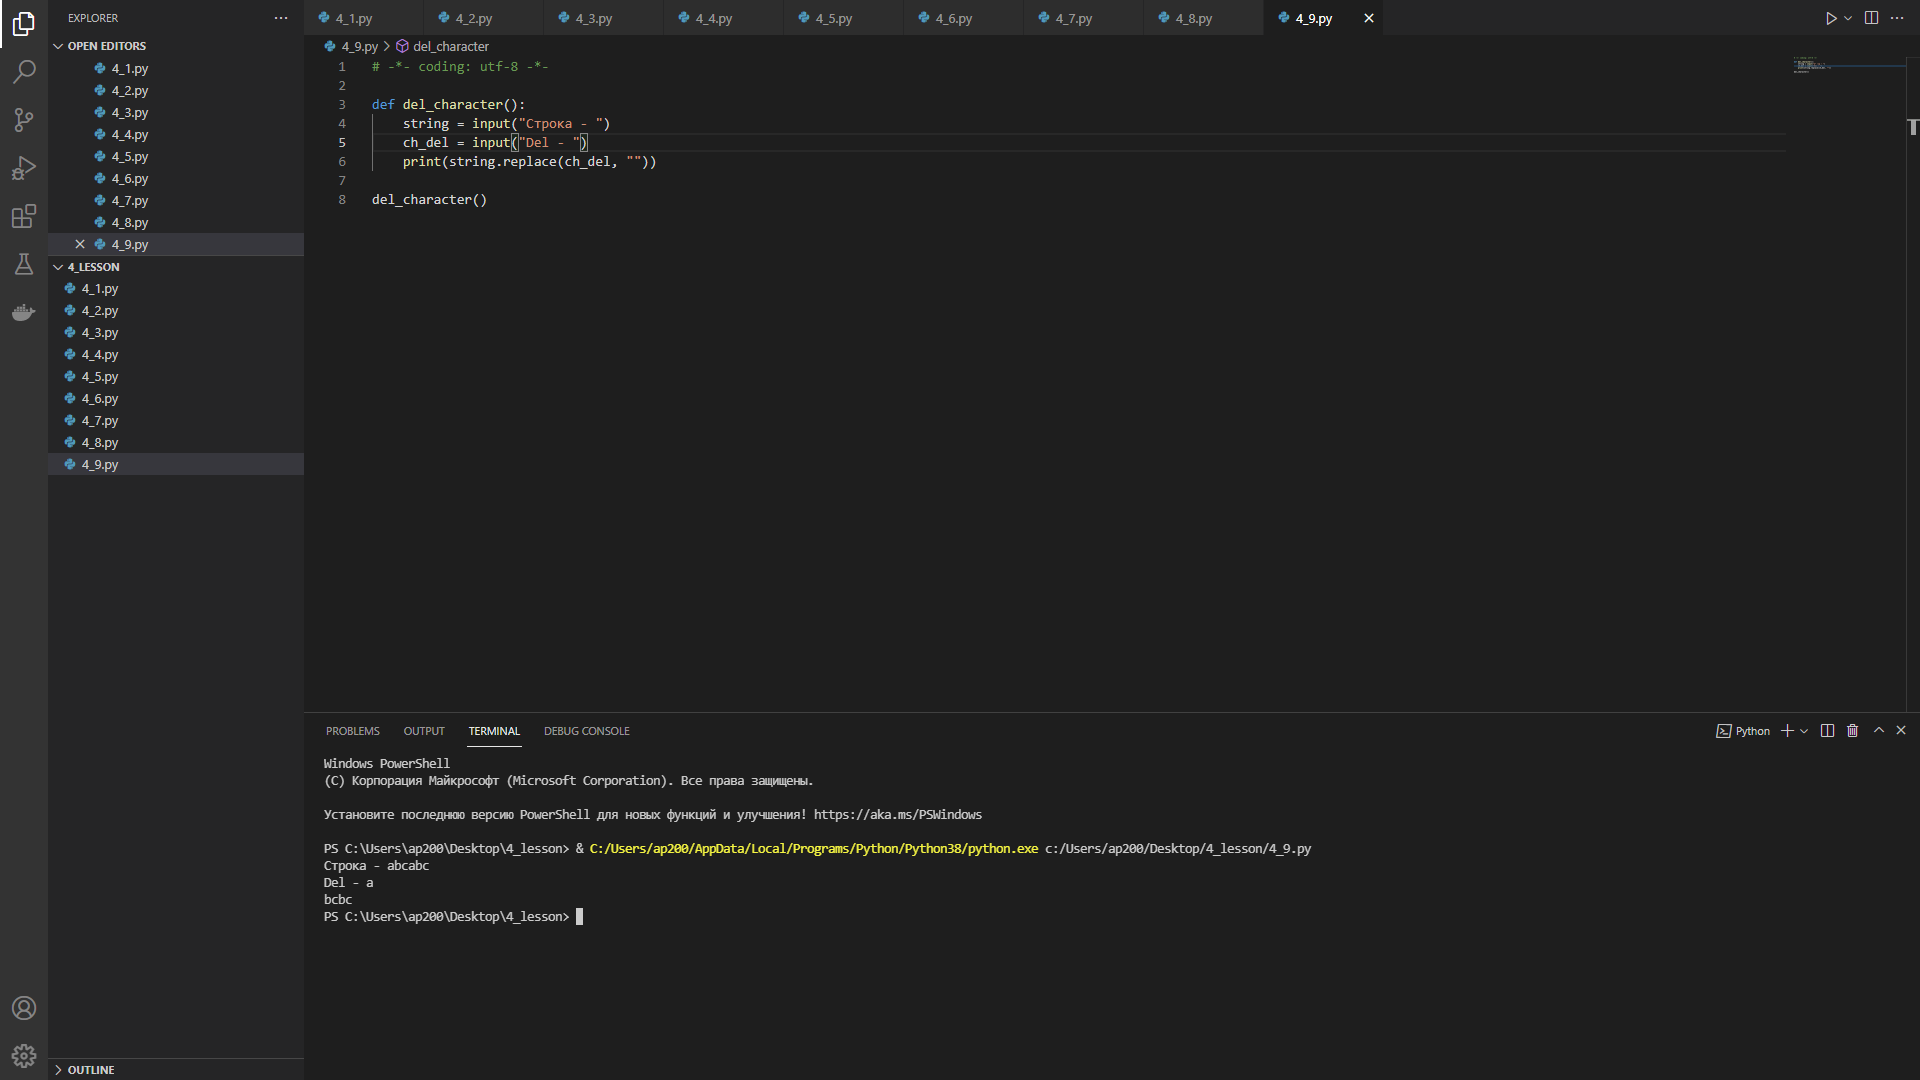 EXPLORER
OPEN EDITORS
4_1.py
4_2.py
4_3.py
4_4.py
4_5.py
4_6.py
4_7.py
4_8.py
4_9.py
4_LESSON
4_1.py
4_2.py
4_3.py
4_4.py
4_5.py
4_6.py
4_7.py
4_8.py
4_9.py
OUTLINE
4_1.py 4_2.py 4_3.py 4_4.py 4_5.py 4_6.py 4_7.py 4_8.py 4_9.py
4_9.py > del_character
1 # -*- coding: utf-8 -*-
2
3 def del_character():
4     string = input("Строка - ")
5     ch_del = input("Del - ")
6     print(string.replace(ch_del, ""))
7
8 del_character()
PROBLEMS OUTPUT TERMINAL DEBUG CONSOLE Python
Windows PowerShell
(C) Корпорация Майкрософт (Microsoft Corporation). Все права защищены.
Установите последнюю версию PowerShell для новых функций и улучшения! https://aka.ms/PSWindows
PS C:\Users\ap200\Desktop\4_lesson> & C:/Users/ap200/AppData/Local/Programs/Python/Python38/python.exe c:/Users/ap200/Desktop/4_lesson/4_9.py
Строка - abcabc
Del - a
bcbc
PS C:\Users\ap200\Desktop\4_lesson>